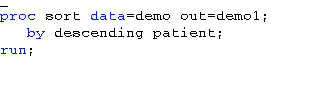 proc sort data=demo out=demo1;
by descending patient;
run;